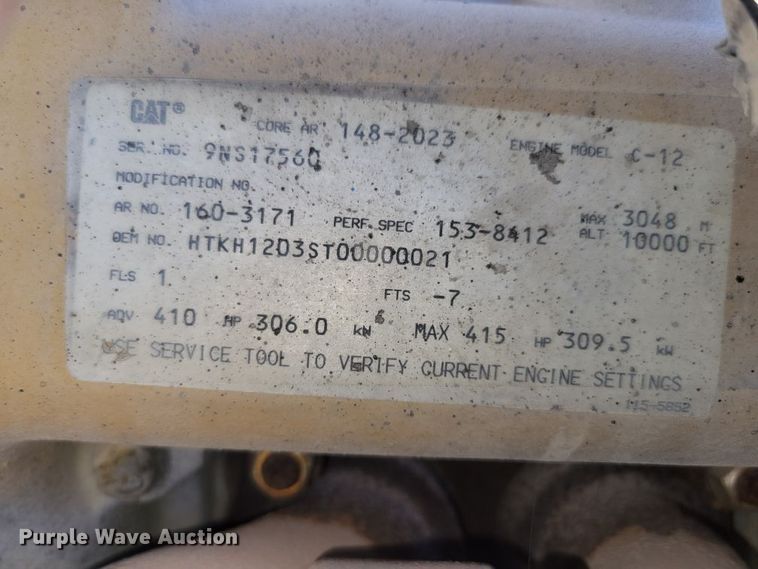 CAT®
CORE AR 148-2023 ENGINE MODEL C-12
SER. NO. 9NS17560
MODIFICATION NO.
AR NO. 160-3171 PERF. SPEC 153-8412 MAX 3048 M
OEM NO. HTKH12D3ST00000021 ALT: 10000 FT
FLS 1 FTS -7
ADV 410 HP 306.0 kW MAX 415 HP 309.5 kW
USE SERVICE TOOL TO VERIFY CURRENT ENGINE SETTINGS
115-5852
Purple Wave Auction